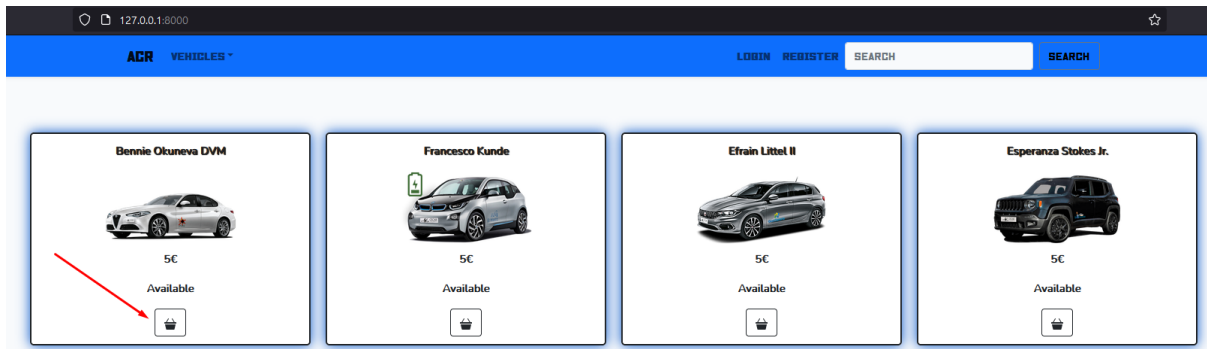 127.0.0.1:8000
ACR VEHICLES LOGIN REGISTER SEARCH SEARCH
Bennie Okuneva DVM Francesco Kunde Efrain Littel II Esperanza Stokes Jr.
5€ 5€ 5€ 5€
Available Available Available Available